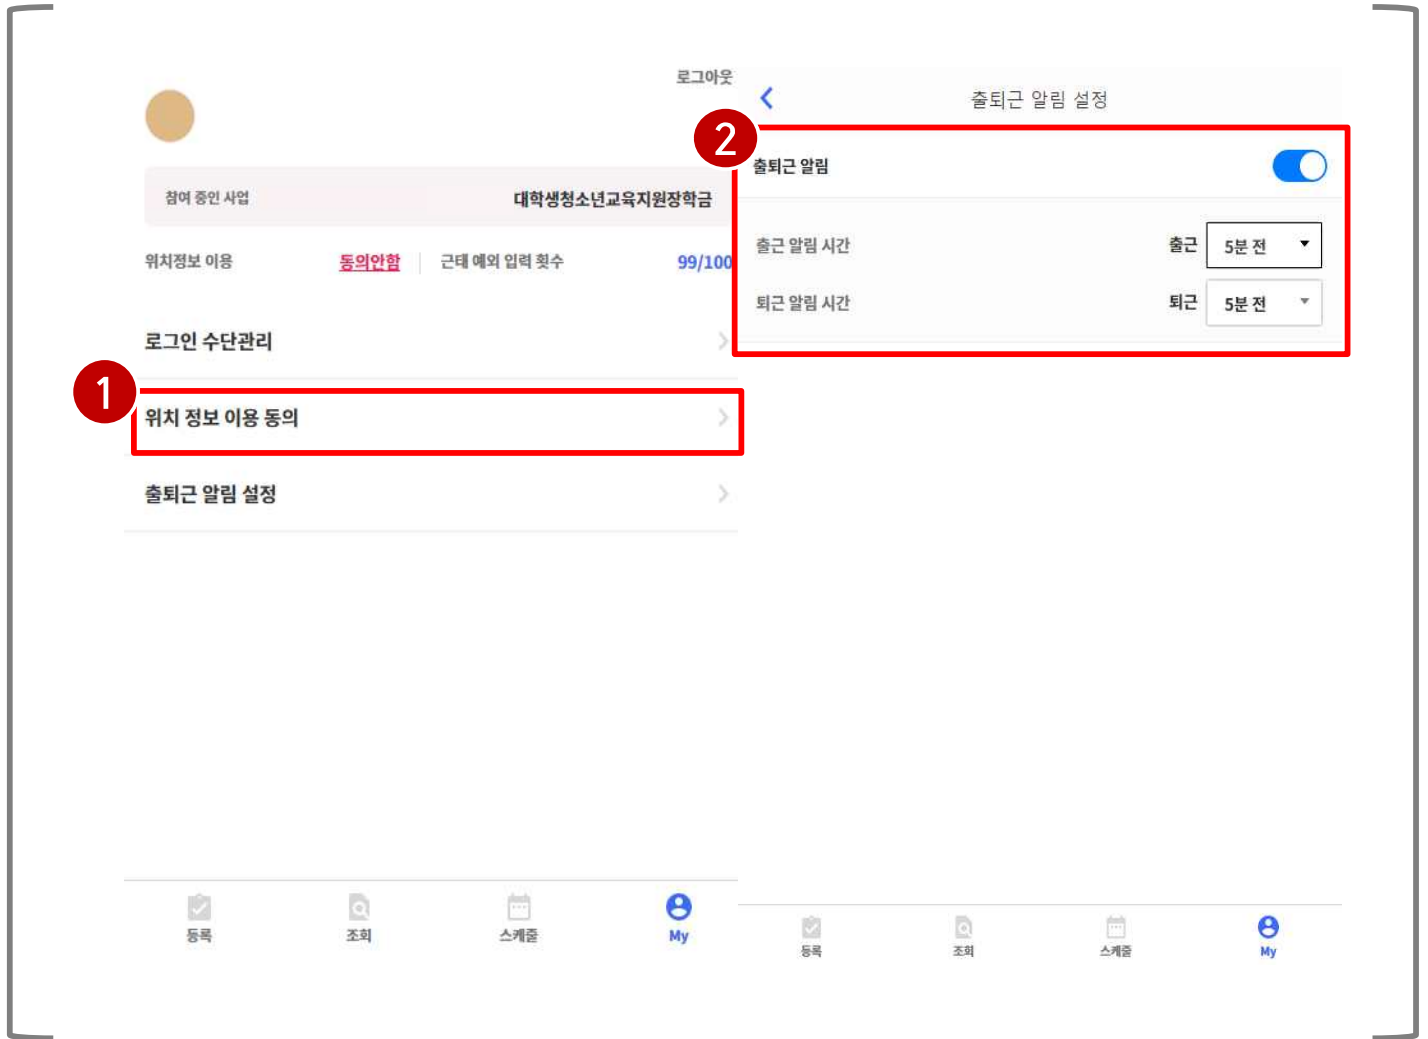 로그아웃
참여 중인 사업 대학생청소년교육지원장학금
위치정보 이용 동의안함 근태 예외 입력 횟수 99/100
로그인 수단관리
1
위치 정보 이용 동의
출퇴근 알림 설정
등록 조회 스케줄 My
출퇴근 알림 설정
2
출퇴근 알림
출근 알림 시간 출근 5분 전
퇴근 알림 시간 퇴근 5분 전
등록 조회 스케줄 My